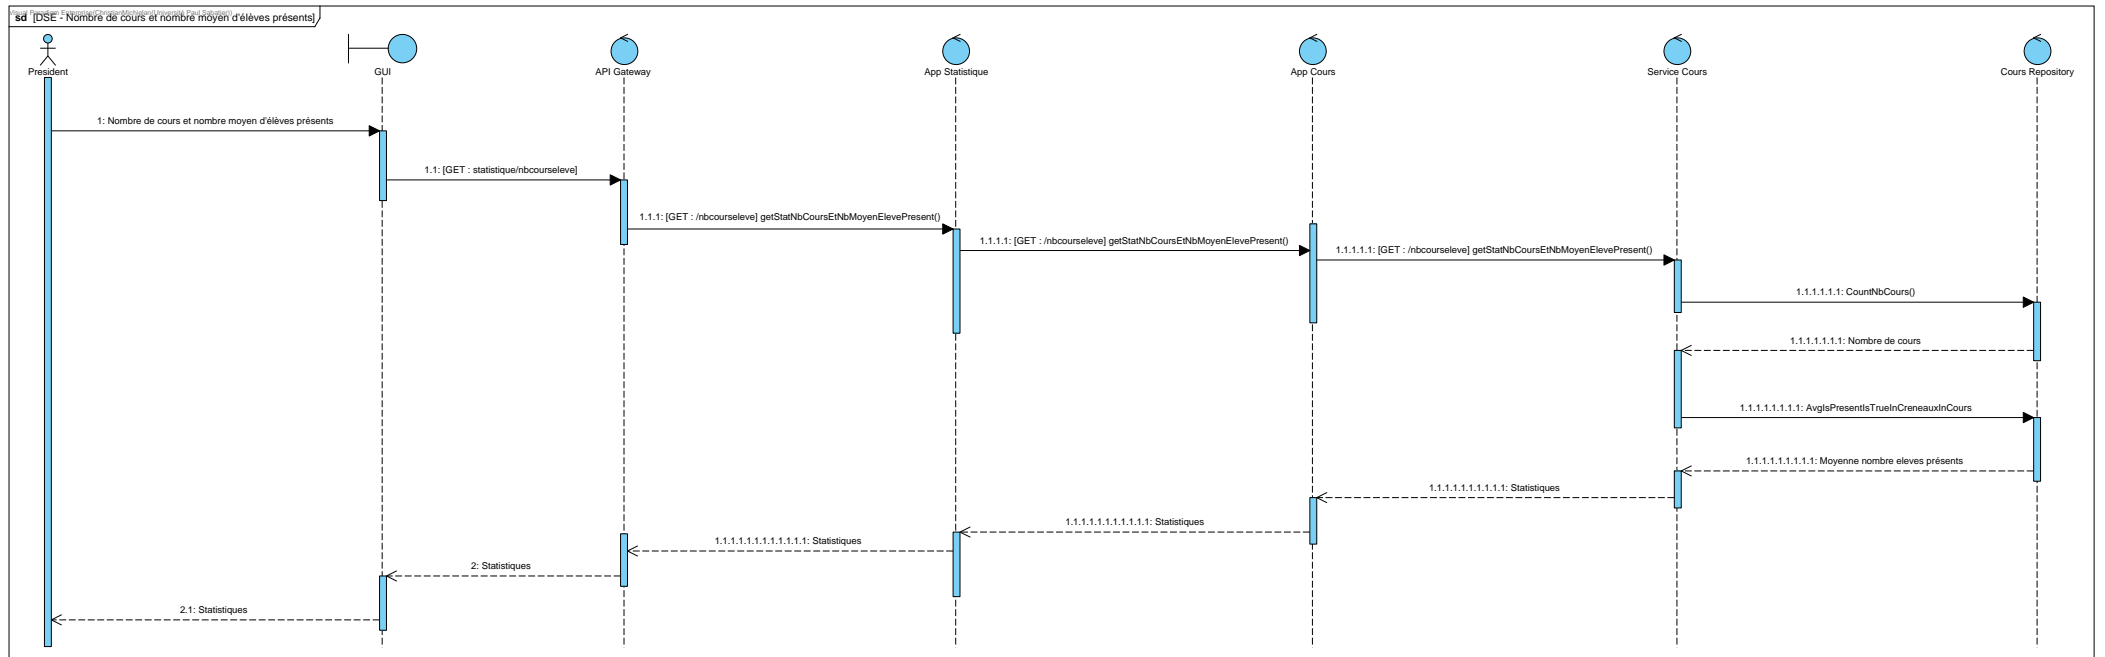 Visual Paradigm Enterprise(ChristianMichielan(Université Paul Sabatier))
sd [DSE - Nombre de cours et nombre moyen d'élèves présents]
President
GUI
API Gateway
App Statistique
App Cours
Service Cours
Cours Repository
1: Nombre de cours et nombre moyen d'élèves présents
1.1: [GET : statistique/nbcourseleve]
1.1.1: [GET : /nbcourseleve] getStatNbCoursEtNbMoyenElevePresent()
1.1.1.1: [GET : /nbcourseleve] getStatNbCoursEtNbMoyenElevePresent()
1.1.1.1.1: [GET : /nbcourseleve] getStatNbCoursEtNbMoyenElevePresent()
1.1.1.1.1.1: CountNbCours()
1.1.1.1.1.1.1: Nombre de cours
1.1.1.1.1.1.1.1: AvgIsPresentIsTrueInCreneauxInCours
1.1.1.1.1.1.1.1.1: Moyenne nombre eleves présents
1.1.1.1.1.1.1.1.1.1: Statistiques
1.1.1.1.1.1.1.1.1.1.1: Statistiques
1.1.1.1.1.1.1.1.1.1.1.1: Statistiques
2: Statistiques
2.1: Statistiques